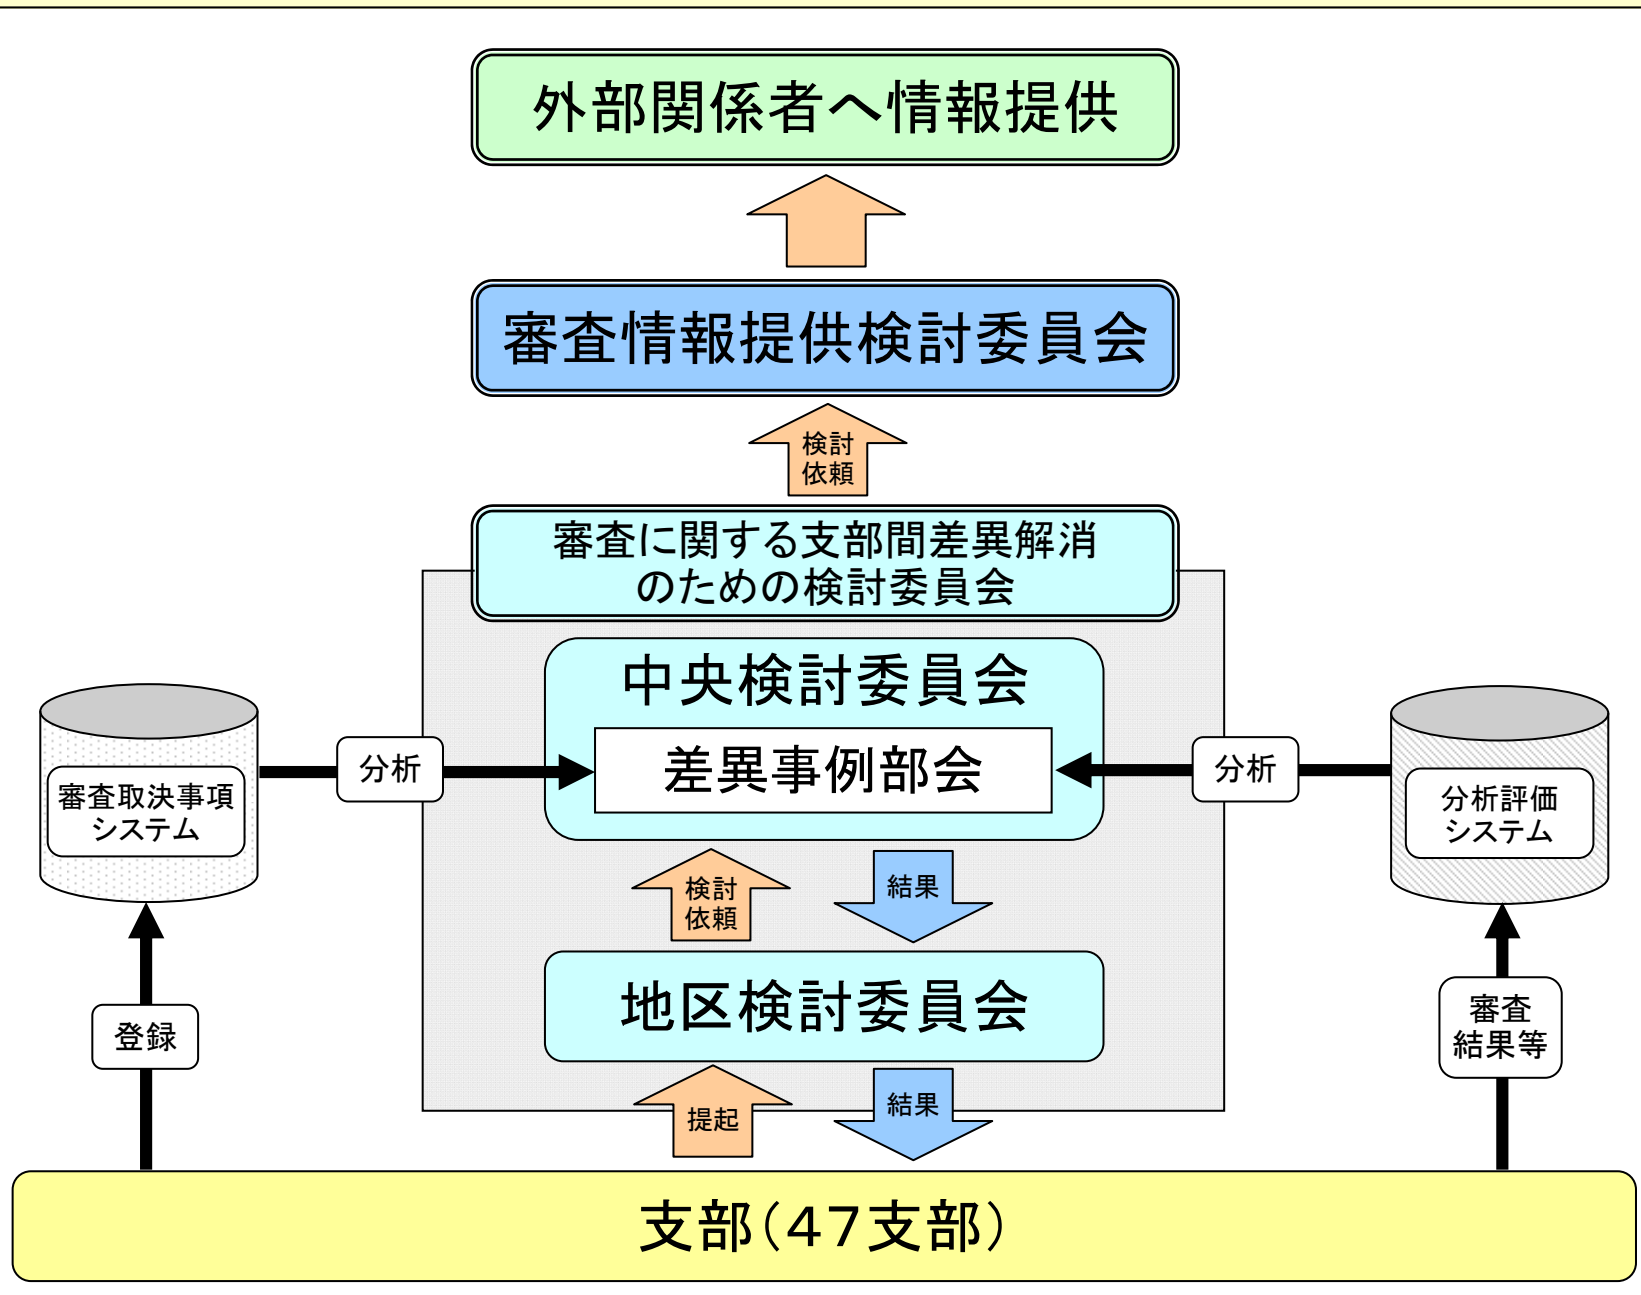 外部関係者へ情報提供
審査情報提供検討委員会
検討
依頼
審査に関する支部間差異解消
のための検討委員会
中央検討委員会
差異事例部会
分析
分析
審査取決事項
システム
分析評価
システム
検討
依頼
結果
地区検討委員会
登録
審査
結果等
提起
結果
支部（47支部）